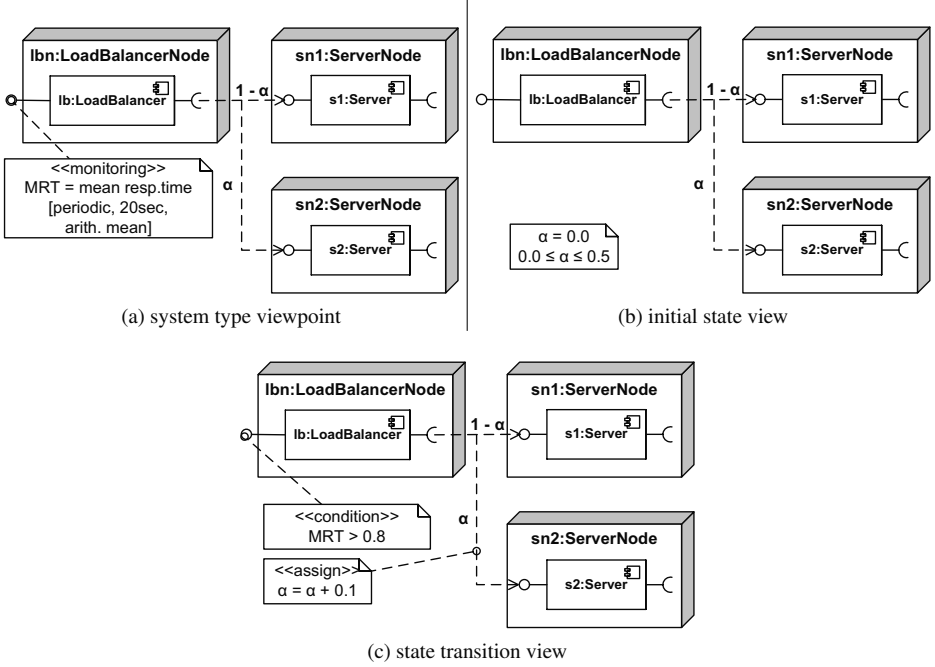 lbn:LoadBalancerNode
lb:LoadBalancer
1 - α
sn1:ServerNode
s1:Server
<<monitoring>>
MRT = mean resp.time
[periodic, 20sec,
arith. mean]
α
sn2:ServerNode
s2:Server
(a) system type viewpoint
lbn:LoadBalancerNode
lb:LoadBalancer
1 - α
sn1:ServerNode
s1:Server
α
sn2:ServerNode
s2:Server
α = 0.0
0.0 ≤ α ≤ 0.5
(b) initial state view
lbn:LoadBalancerNode
lb:LoadBalancer
1 - α
sn1:ServerNode
s1:Server
<<condition>>
MRT > 0.8
α
<<assign>>
α = α + 0.1
sn2:ServerNode
s2:Server
(c) state transition view